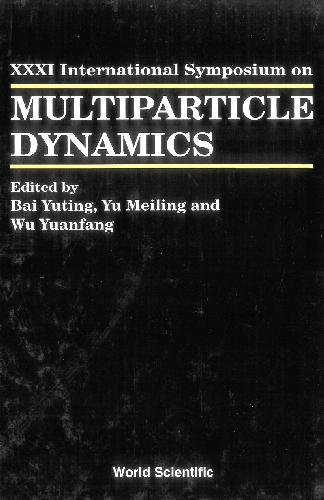 XXXI International Symposium on
MULTIPARTICLE
DYNAMICS
Edited by
Bai Yuting, Yu Meiling and
Wu Yuanfang
World Scientific